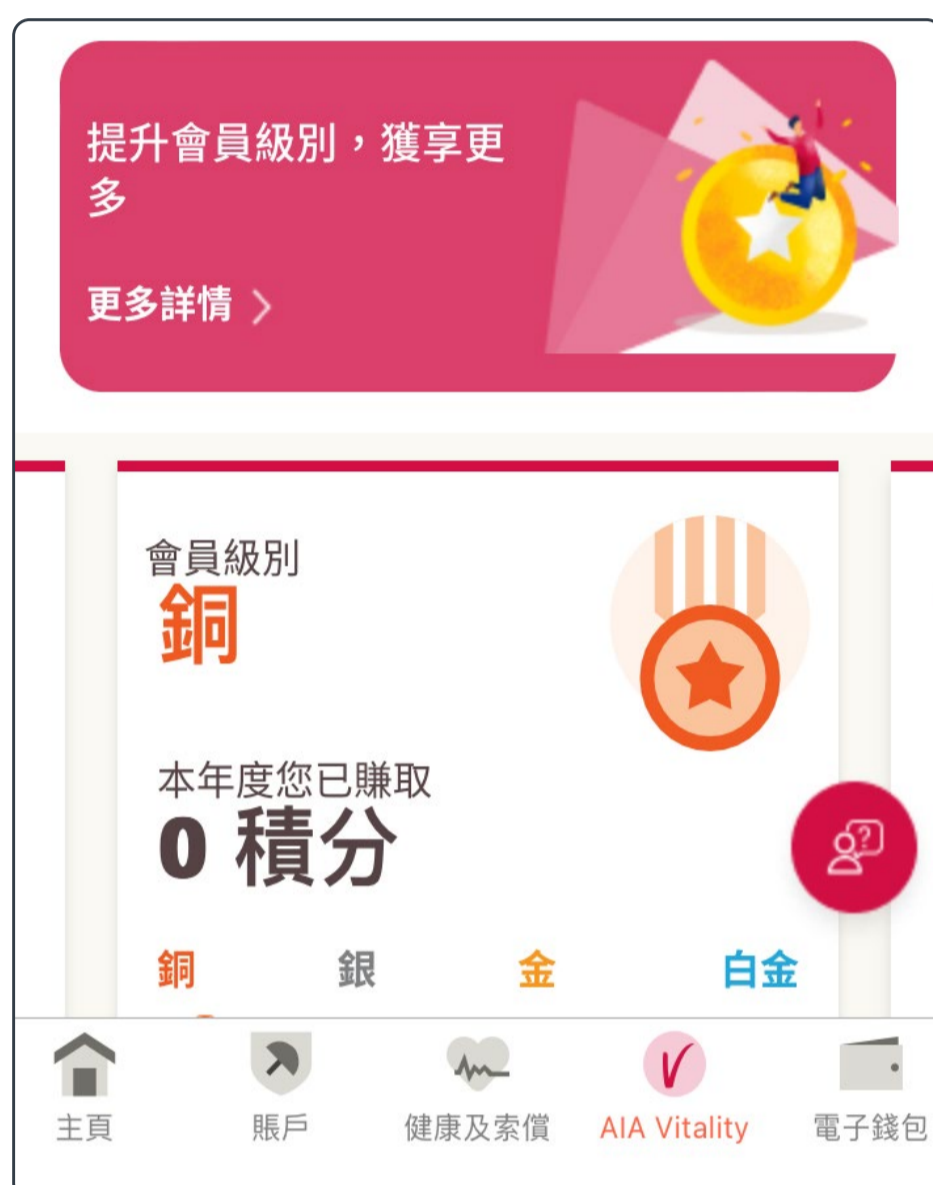 提升會員級別，獲享更
多
更多詳情
會員級別
銅
本年度您已賺取
0 積分
銅 銀 金 白金
主頁 賬戶 健康及索償 AIA Vitality 電子錢包